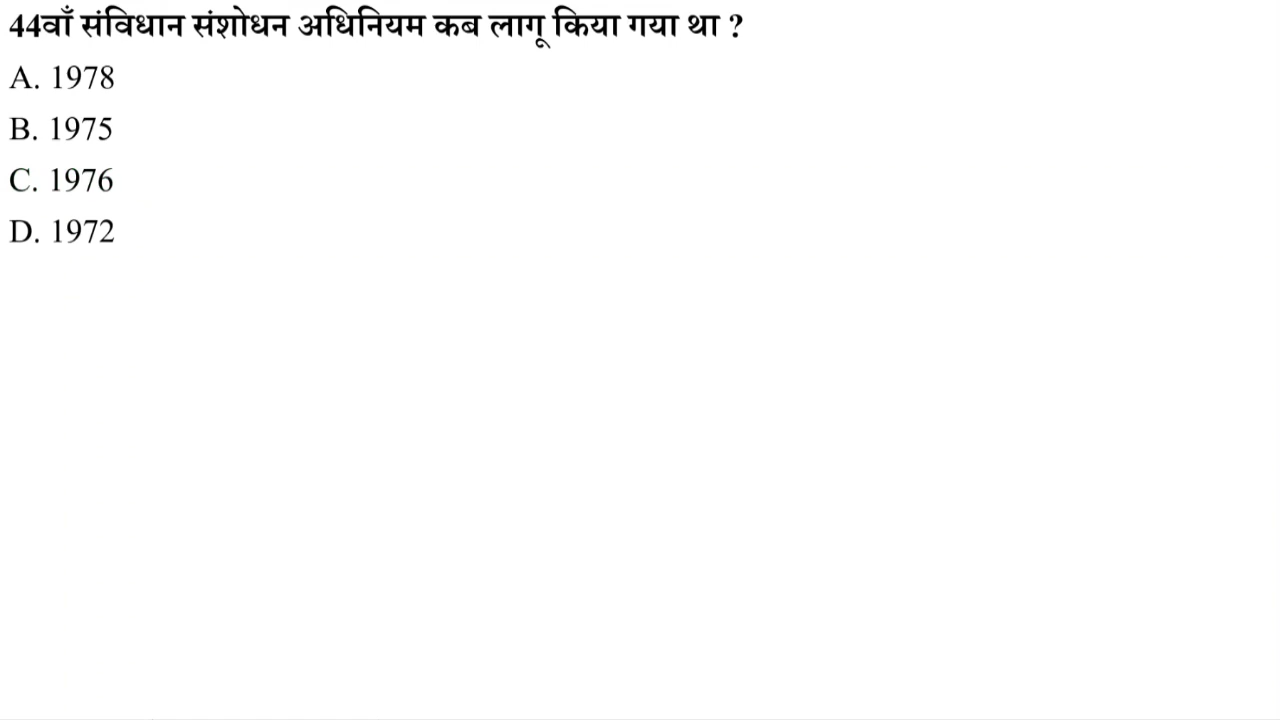 44वाँ संविधान संशोधन अधिनियम कब लागू किया गया था ?
A. 1978
B. 1975
C. 1976
D. 1972